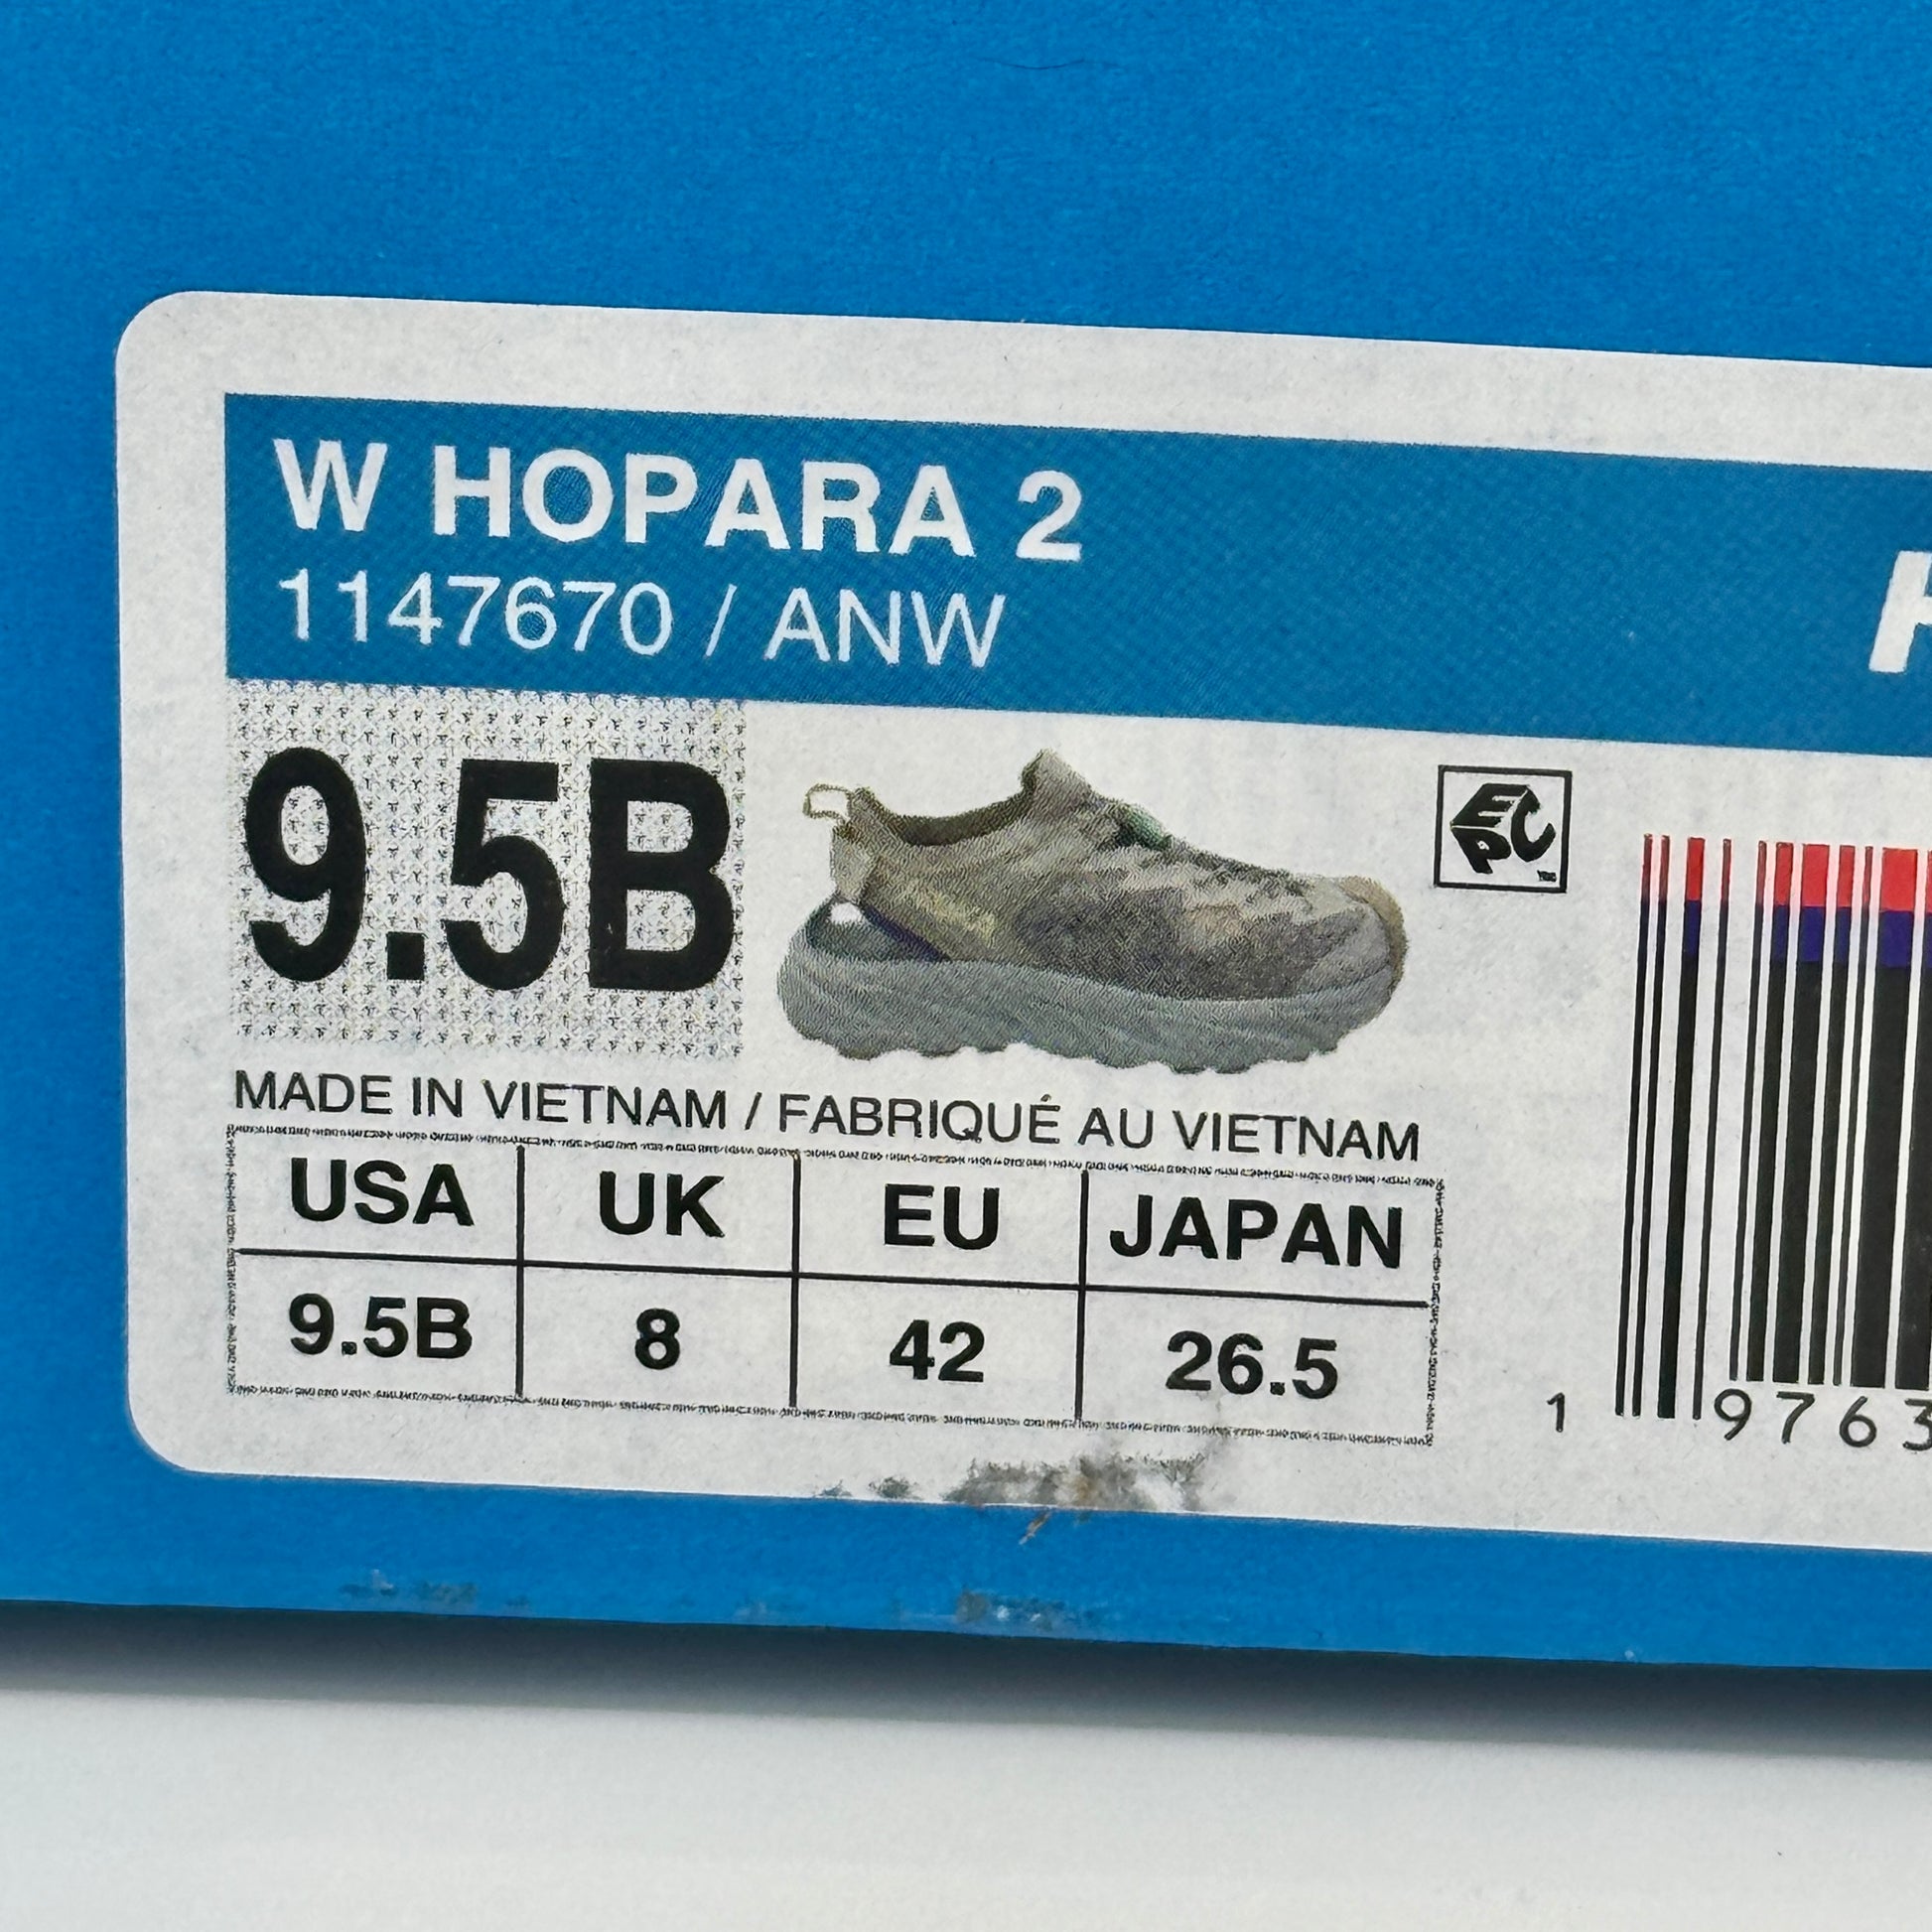 W HOPARA 2
1147670 / ANW
H
9.5B
EPC
MADE IN VIETNAM / FABRIQUÉ AU VIETNAM
USA UK EU JAPAN
9.5B 8 42 26.5
1 9763